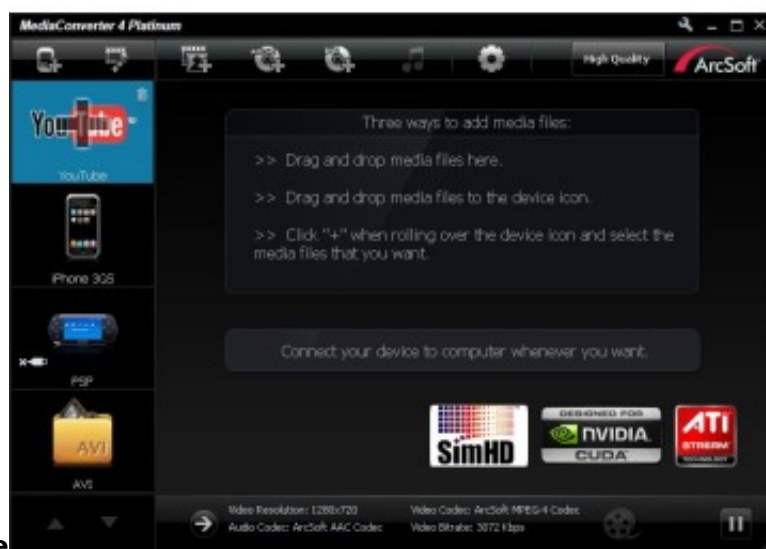 MediaConverter 4 Platinum
High Quality
ArcSoft
YouTube
YouTube
iPhone 3GS
PSP
AVI
AVI
Three ways to add media files:
>> Drag and drop media files here.
>> Drag and drop media files to the device icon.
>> Click "+" when rolling over the device icon and select the
media files that you want.
Connect your device to computer whenever you want.
SimHD
DESIGNED FOR
NVIDIA
CUDA
ATI
STREAM
TECHNOLOGY
Video Resolution: 1280x720
Video Codec: ArcSoft MPEG-4 Codec
Audio Codec: ArcSoft AAC Codec
Video Bitrate: 3072 Kbps
e